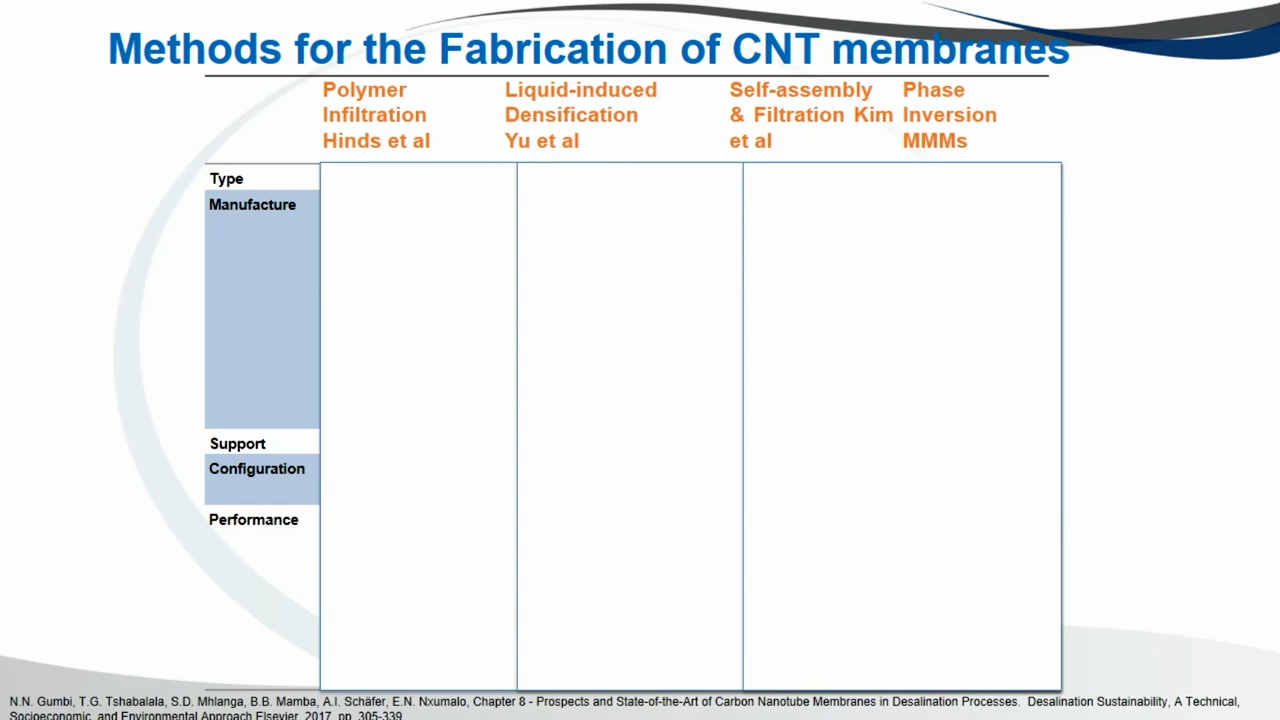 Methods for the Fabrication of CNT membranes
Polymer
Infiltration
Hinds et al
Liquid-induced
Densification
Yu et al
Self-assembly
& Filtration Kim
et al
Phase
Inversion
MMMs
Type
Manufacture
Support
Configuration
Performance
N.N. Gumbi, T.G. Tshabalala, S.D. Mhlanga, B.B. Mamba, A.I. Schäfer, E.N. Nxumalo, Chapter 8 - Prospects and State-of-the-Art of Carbon Nanotube Membranes in Desalination Processes. Desalination Sustainability, A Technical,
Socioeconomic, and Environmental Approach Elsevier, 2017, pp. 305-339